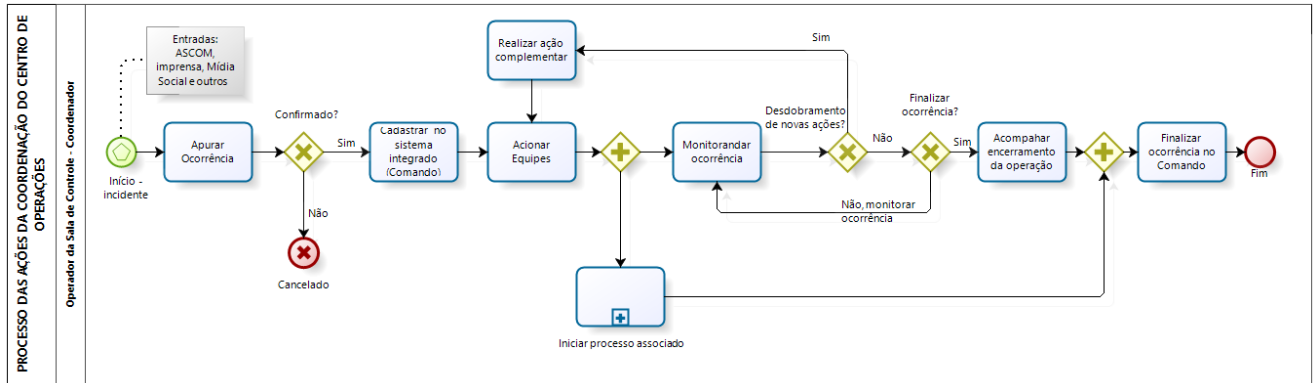 PROCESSO DAS AÇÕES DA COORDENAÇÃO DO CENTRO DE
OPERAÇÕES
Operador da Sala de Controle - Coordenador
Entradas:
ASCOM,
imprensa, Mídia
Social e outros
Início -
incidente
Apurar
Ocorrência
Confirmado?
Sim
Não
Cancelado
Cadastrar no
sistema
integrado
(Comando)
Realizar ação
complementar
Acionar
Equipes
Iniciar processo associado
Monitorandar
ocorrência
Sim
Desdobramento
de novas ações?
Não
Finalizar
ocorrência?
Sim
Não, monitorar
ocorrência
Acompahar
encerramento
da operação
Finalizar
ocorrência no
Comando
Fim